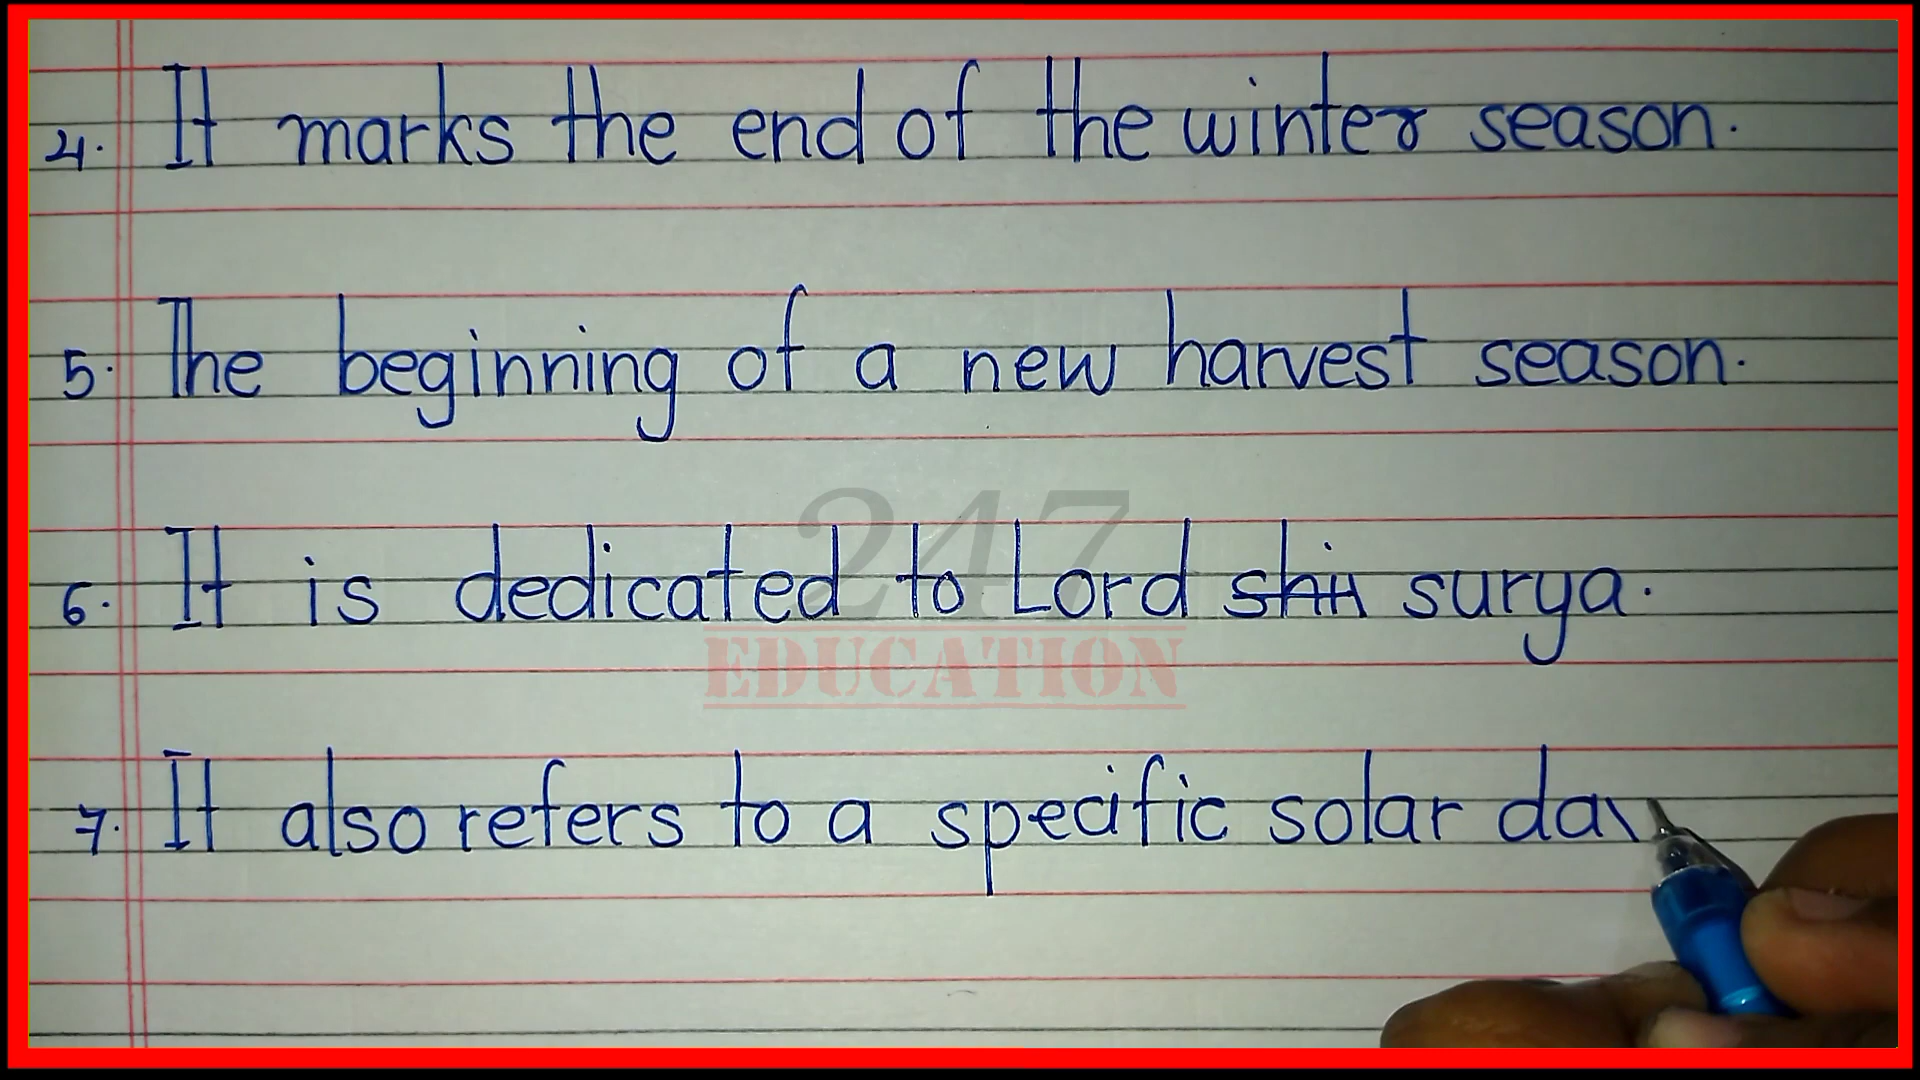 4. It marks the end of the winter season.
5. The beginning of a new harvest season.
6. It is dedicated to Lord surya.
247
EDUCATION
7. It also refers to a specific solar